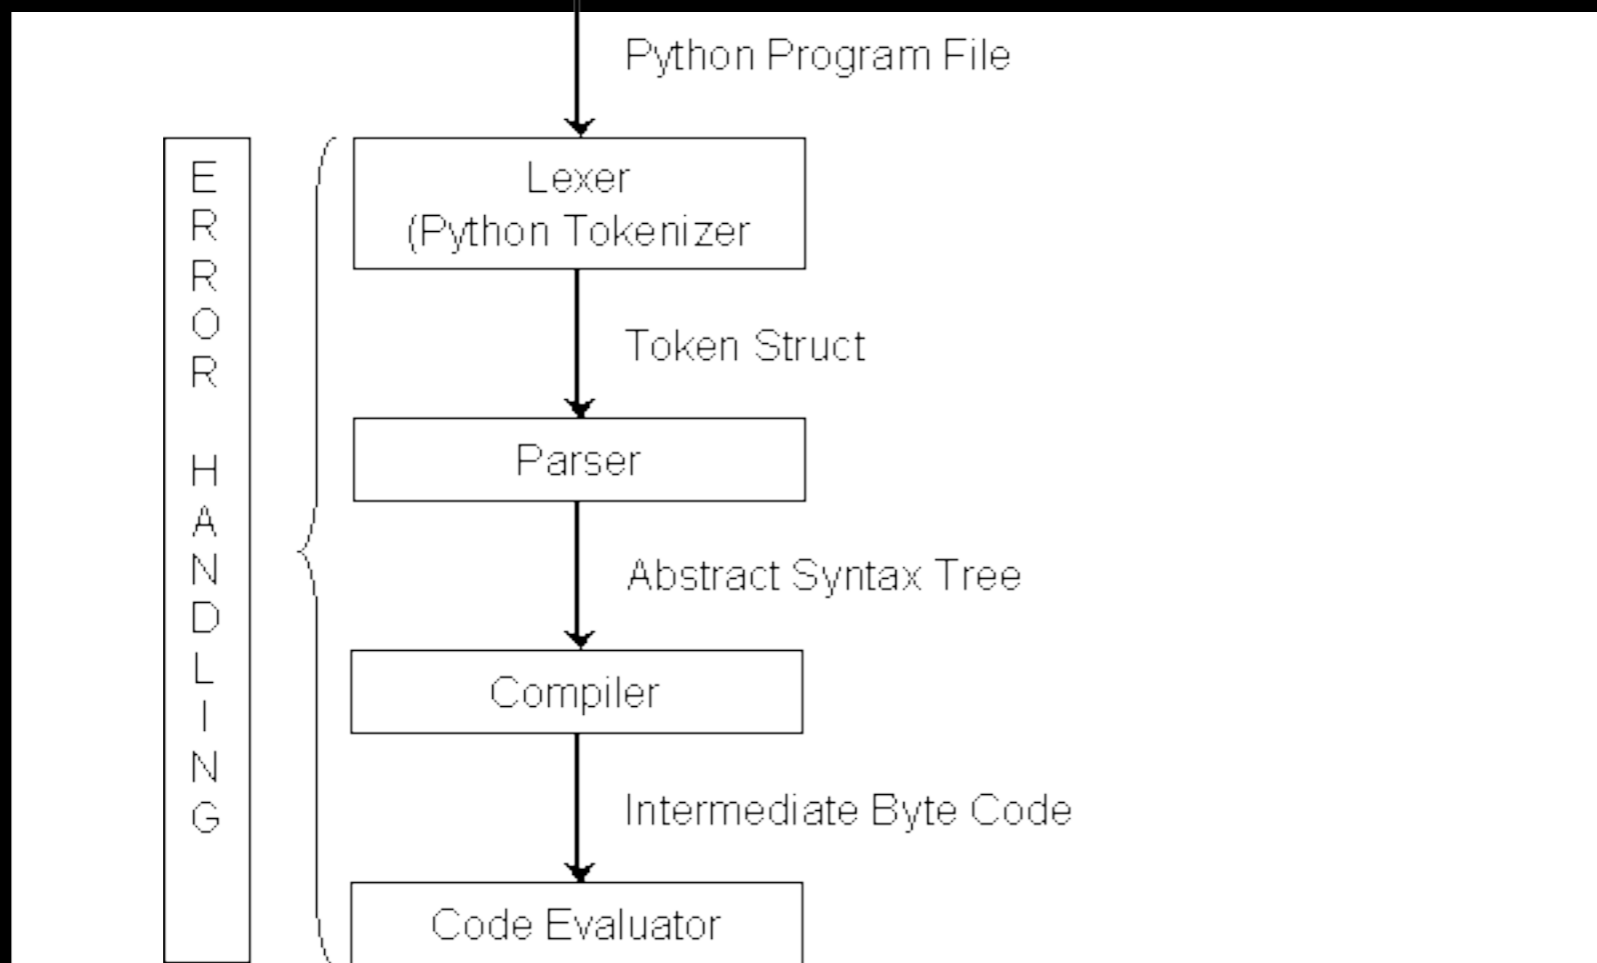 Python Program File
ERROR HANDLING
Lexer
(Python Tokenizer
Token Struct
Parser
Abstract Syntax Tree
Compiler
Intermediate Byte Code
Code Evaluator